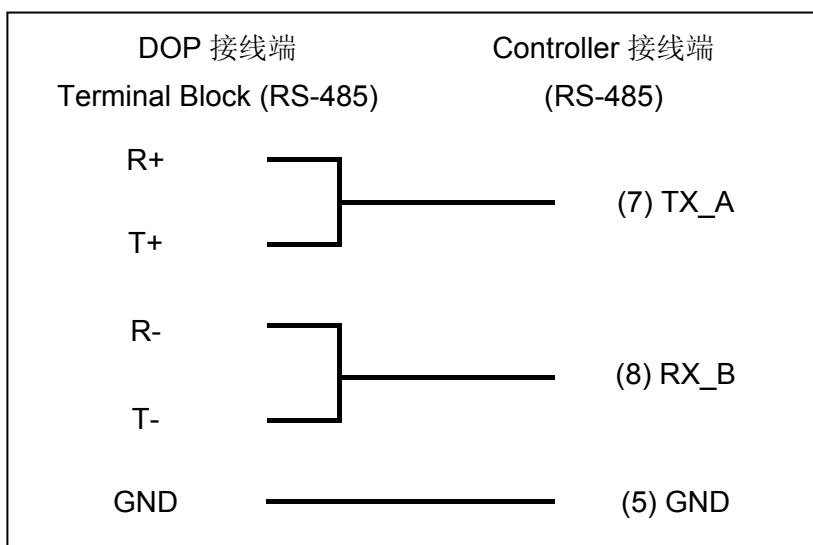 DOP 接线端 Controller 接线端
Terminal Block (RS-485) (RS-485)
R+
(7) TX_A
T+
R-
(8) RX_B
T-
GND (5) GND